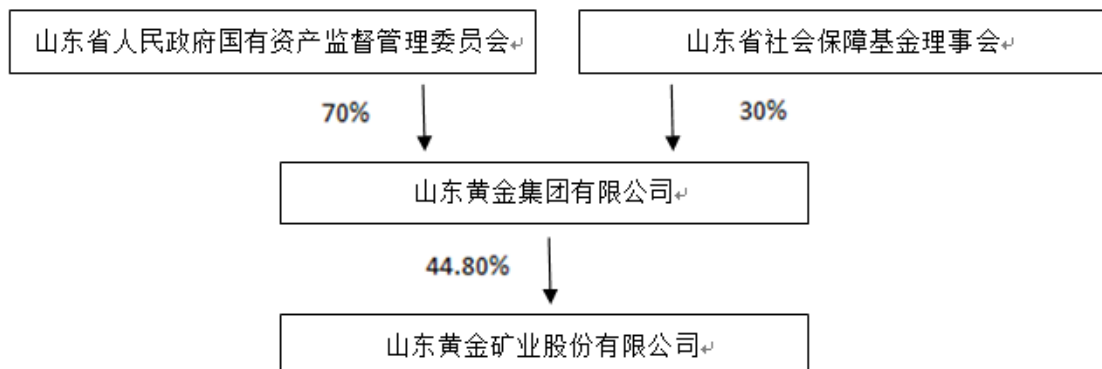 山东省人民政府国有资产监督管理委员会↵
山东省社会保障基金理事会↵
70%
30%
山东黄金集团有限公司↵
44.80%
山东黄金矿业股份有限公司↵